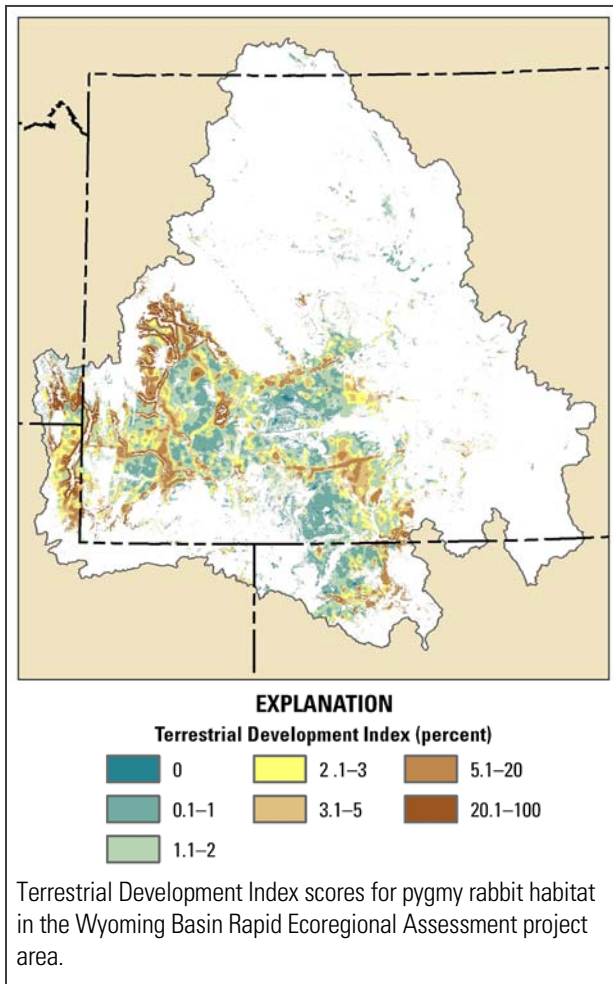 EXPLANATION
Terrestrial Development Index (percent)
0
2 .1–3
5.1–20
0.1–1
3.1–5
20.1–100
1.1–2
Terrestrial Development Index scores for pygmy rabbit habitat
in the Wyoming Basin Rapid Ecoregional Assessment project
area.